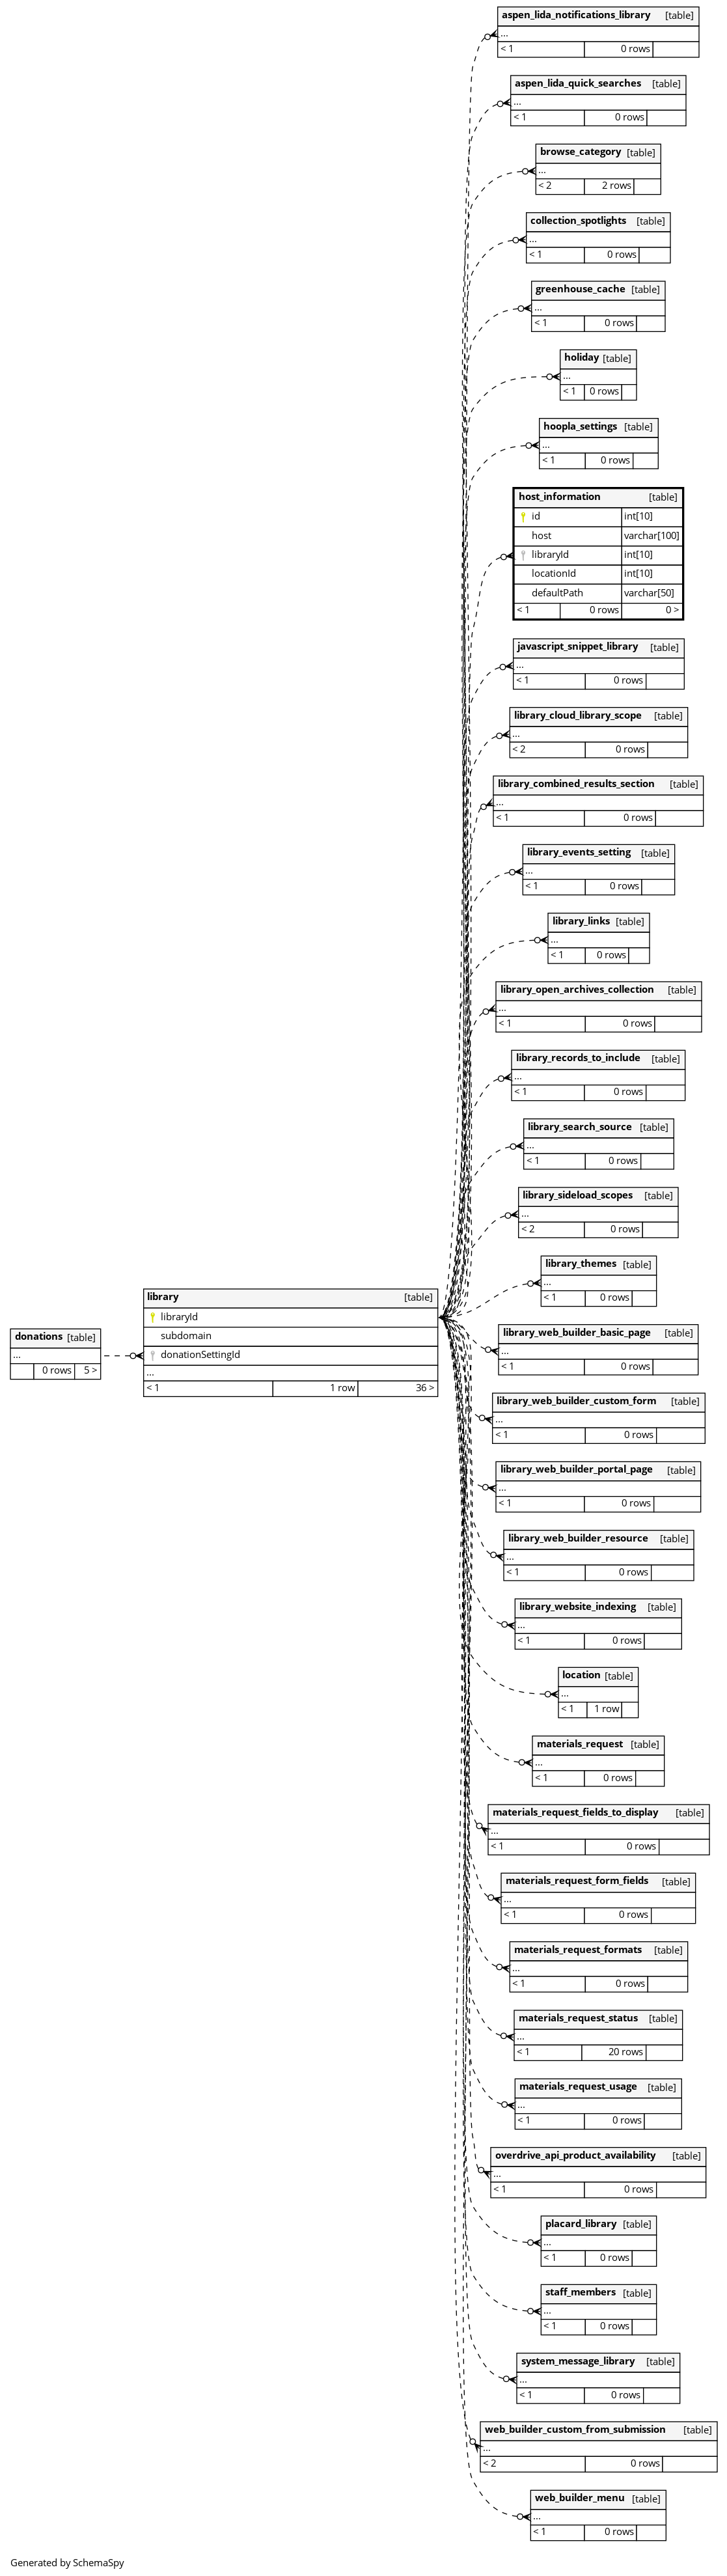 aspen_lida_notifications_library [table]
...
< 1 0 rows
aspen_lida_quick_searches [table]
...
< 1 0 rows
browse_category [table]
...
< 2 2 rows
collection_spotlights [table]
...
< 1 0 rows
greenhouse_cache [table]
...
< 1 0 rows
holiday [table]
...
< 1 0 rows
hoopla_settings [table]
...
< 1 0 rows
host_information [table]
id int[10]
host varchar[100]
libraryId int[10]
locationId int[10]
defaultPath varchar[50]
< 1 0 rows 0 >
javascript_snippet_library [table]
...
< 1 0 rows
library_cloud_library_scope [table]
...
< 2 0 rows
library_combined_results_section [table]
...
< 1 0 rows
library_events_setting [table]
...
< 1 0 rows
library_links [table]
...
< 1 0 rows
library_open_archives_collection [table]
...
< 1 0 rows
library_records_to_include [table]
...
< 1 0 rows
library_search_source [table]
...
< 1 0 rows
library_sideload_scopes [table]
...
< 2 0 rows
library_themes [table]
...
< 1 0 rows
donations [table]
...
0 rows 5 >
library [table]
libraryId
subdomain
donationSettingId
...
< 1 1 row 36 >
library_web_builder_basic_page [table]
...
< 1 0 rows
library_web_builder_custom_form [table]
...
< 1 0 rows
library_web_builder_portal_page [table]
...
< 1 0 rows
library_web_builder_resource [table]
...
< 1 0 rows
library_website_indexing [table]
...
< 1 0 rows
location [table]
...
< 1 1 row
materials_request [table]
...
< 1 0 rows
materials_request_fields_to_display [table]
...
< 1 0 rows
materials_request_form_fields [table]
...
< 1 0 rows
materials_request_formats [table]
...
< 1 0 rows
materials_request_status [table]
...
< 1 20 rows
materials_request_usage [table]
...
< 1 0 rows
overdrive_api_product_availability [table]
...
< 1 0 rows
placard_library [table]
...
< 1 0 rows
staff_members [table]
...
< 1 0 rows
system_message_library [table]
...
< 1 0 rows
web_builder_custom_from_submission [table]
...
< 2 0 rows
web_builder_menu [table]
...
< 1 0 rows
Generated by SchemaSpy